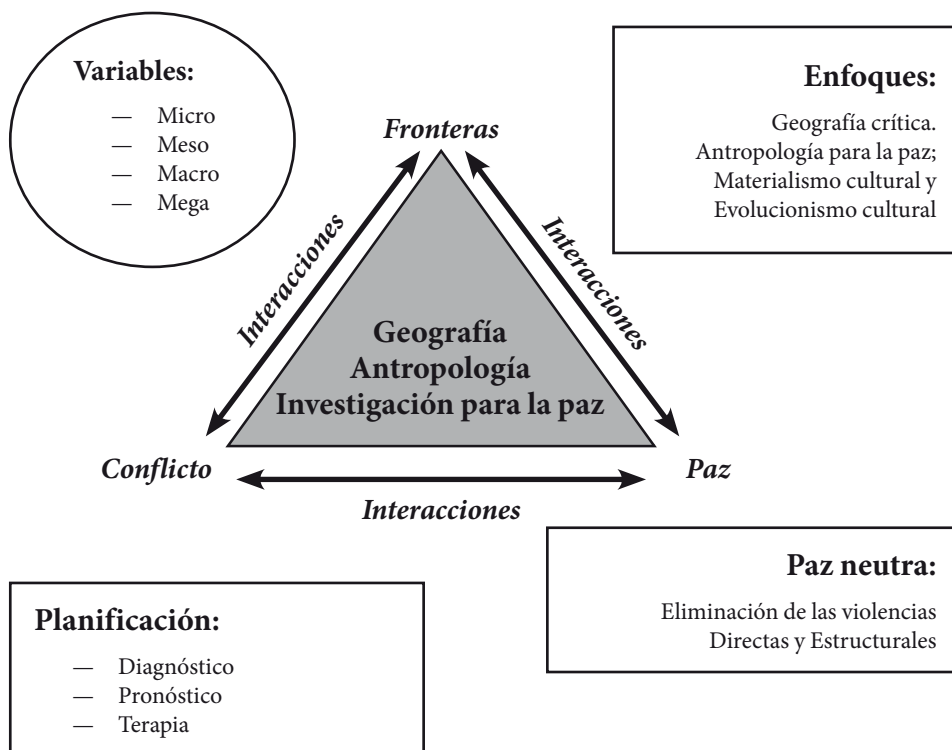 Variables:
— Micro
— Meso
— Macro
— Mega
Enfoques:
Geografía crítica.
Antropología para la paz;
Materialismo cultural y
Evolucionismo cultural
Fronteras
Interacciones
Interacciones
Geografía
Antropología
Investigación para la paz
Conflicto
Paz
Interacciones
Paz neutra:
Eliminación de las violencias
Directas y Estructurales
Planificación:
— Diagnóstico
— Pronóstico
— Terapia